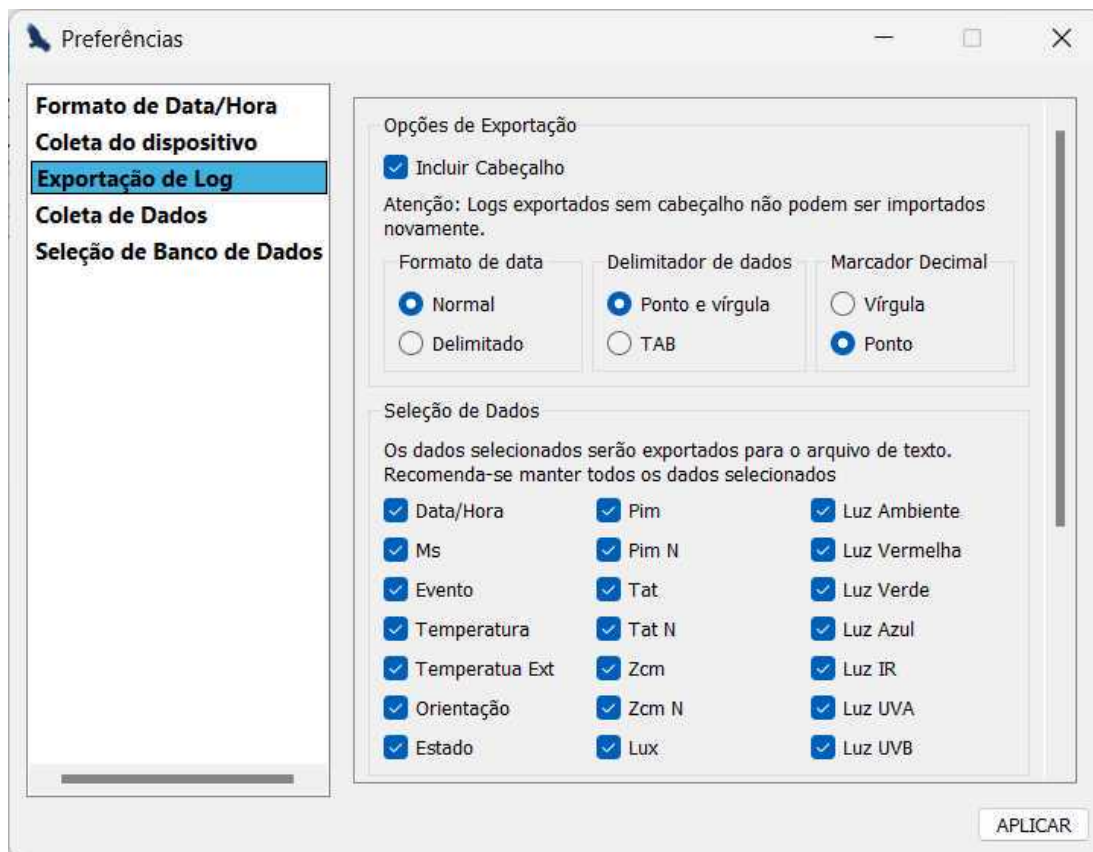 Preferências
Formato de Data/Hora
Coleta do dispositivo
Exportação de Log
Coleta de Dados
Seleção de Banco de Dados
Opções de Exportação
Incluir Cabeçalho
Atenção: Logs exportados sem cabeçalho não podem ser importados
novamente.
Formato de data
Normal
Delimitado
Delimitador de dados
Ponto e vírgula
TAB
Marcador Decimal
Vírgula
Ponto
Seleção de Dados
Os dados selecionados serão exportados para o arquivo de texto.
Recomenda-se manter todos os dados selecionados
Data/Hora
Ms
Evento
Temperatura
Temperatua Ext
Orientação
Estado
Pim
Pim N
Tat
Tat N
Zcm
Zcm N
Lux
Luz Ambiente
Luz Vermelha
Luz Verde
Luz Azul
Luz IR
Luz UVA
Luz UVB
APLICAR